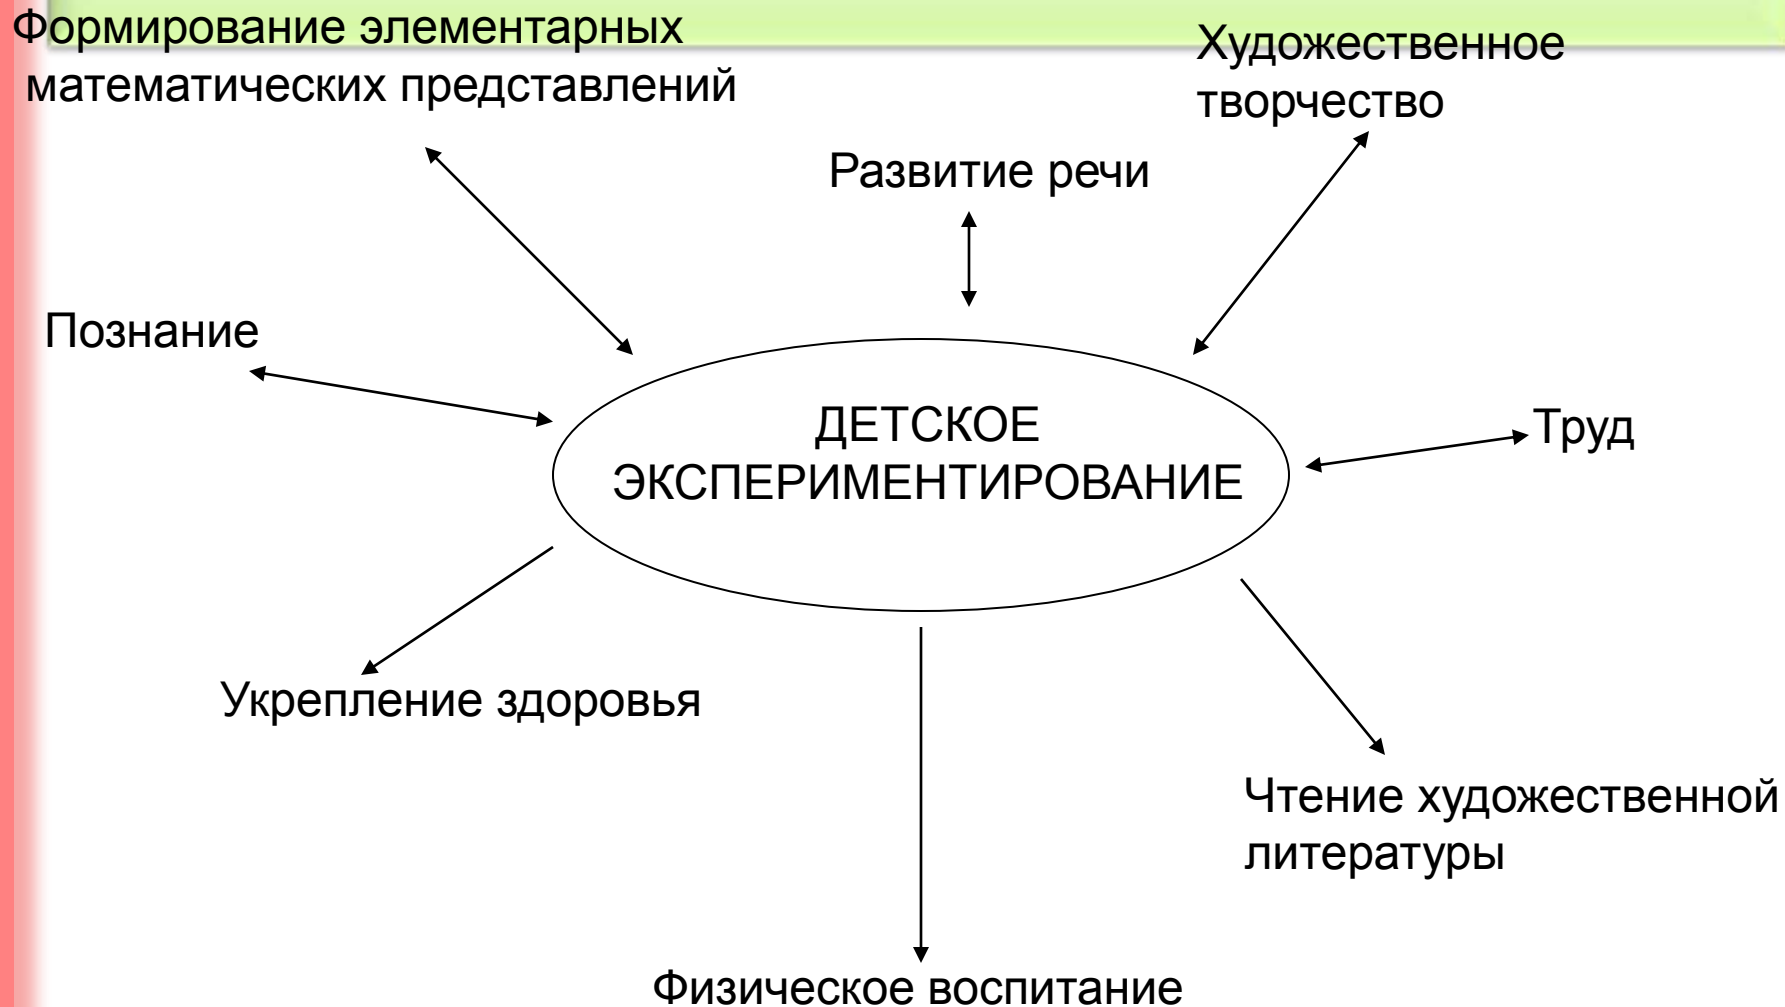 Формирование элементарных
математических представлений
Художественное
творчество
Развитие речи
Познание
ДЕТСКОЕ
ЭКСПЕРИМЕНТИРОВАНИЕ
Труд
Укрепление здоровья
Чтение художественной
литературы
Физическое воспитание